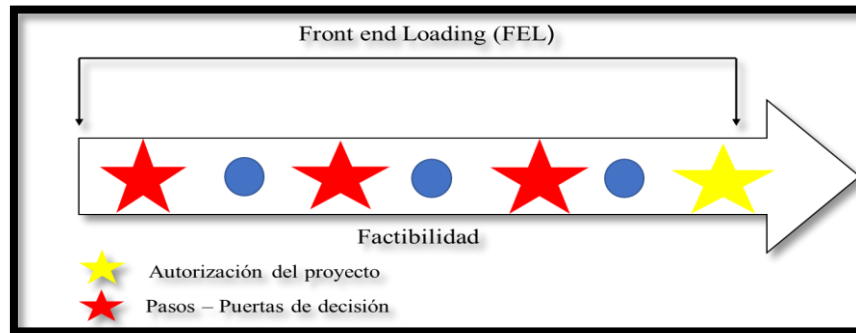 Front end Loading (FEL)
Factibilidad
Autorización del proyecto
Pasos – Puertas de decisión